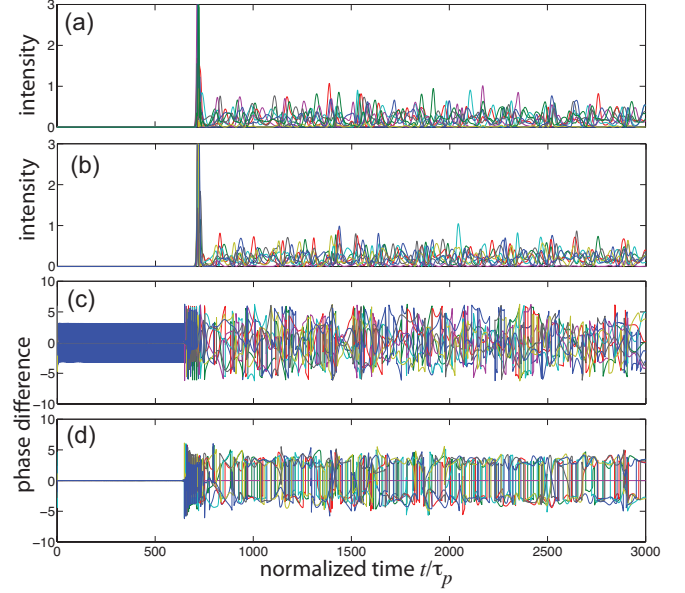 (a)
intensity
3
2
1
0
(b)
intensity
3
2
1
0
(c)
phase difference
10
5
0
−5
−10
(d)
10
5
0
−5
−10
0 500 1000 1500 2000 2500 3000
normalized time t/τp